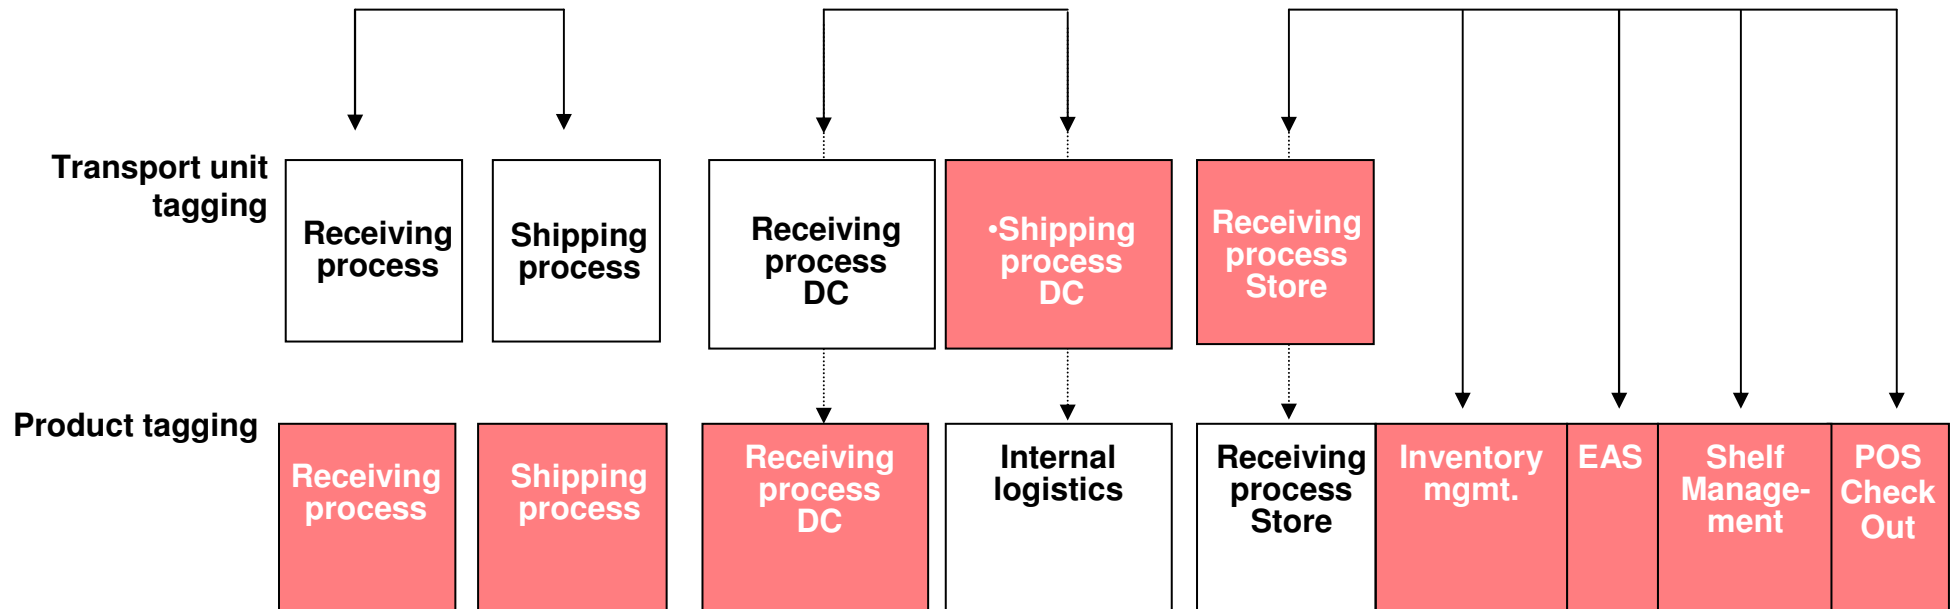 Transport unit
tagging
Receiving
process
Shipping
process
Receiving
process
DC
•Shipping
process
DC
Receiving
process
Store
Product tagging
Receiving
process
Shipping
process
Receiving
process
DC
Internal
logistics
Receiving
process
Store
Inventory
mgmt.
EAS
Shelf
Manage-
ment
POS
Check
Out